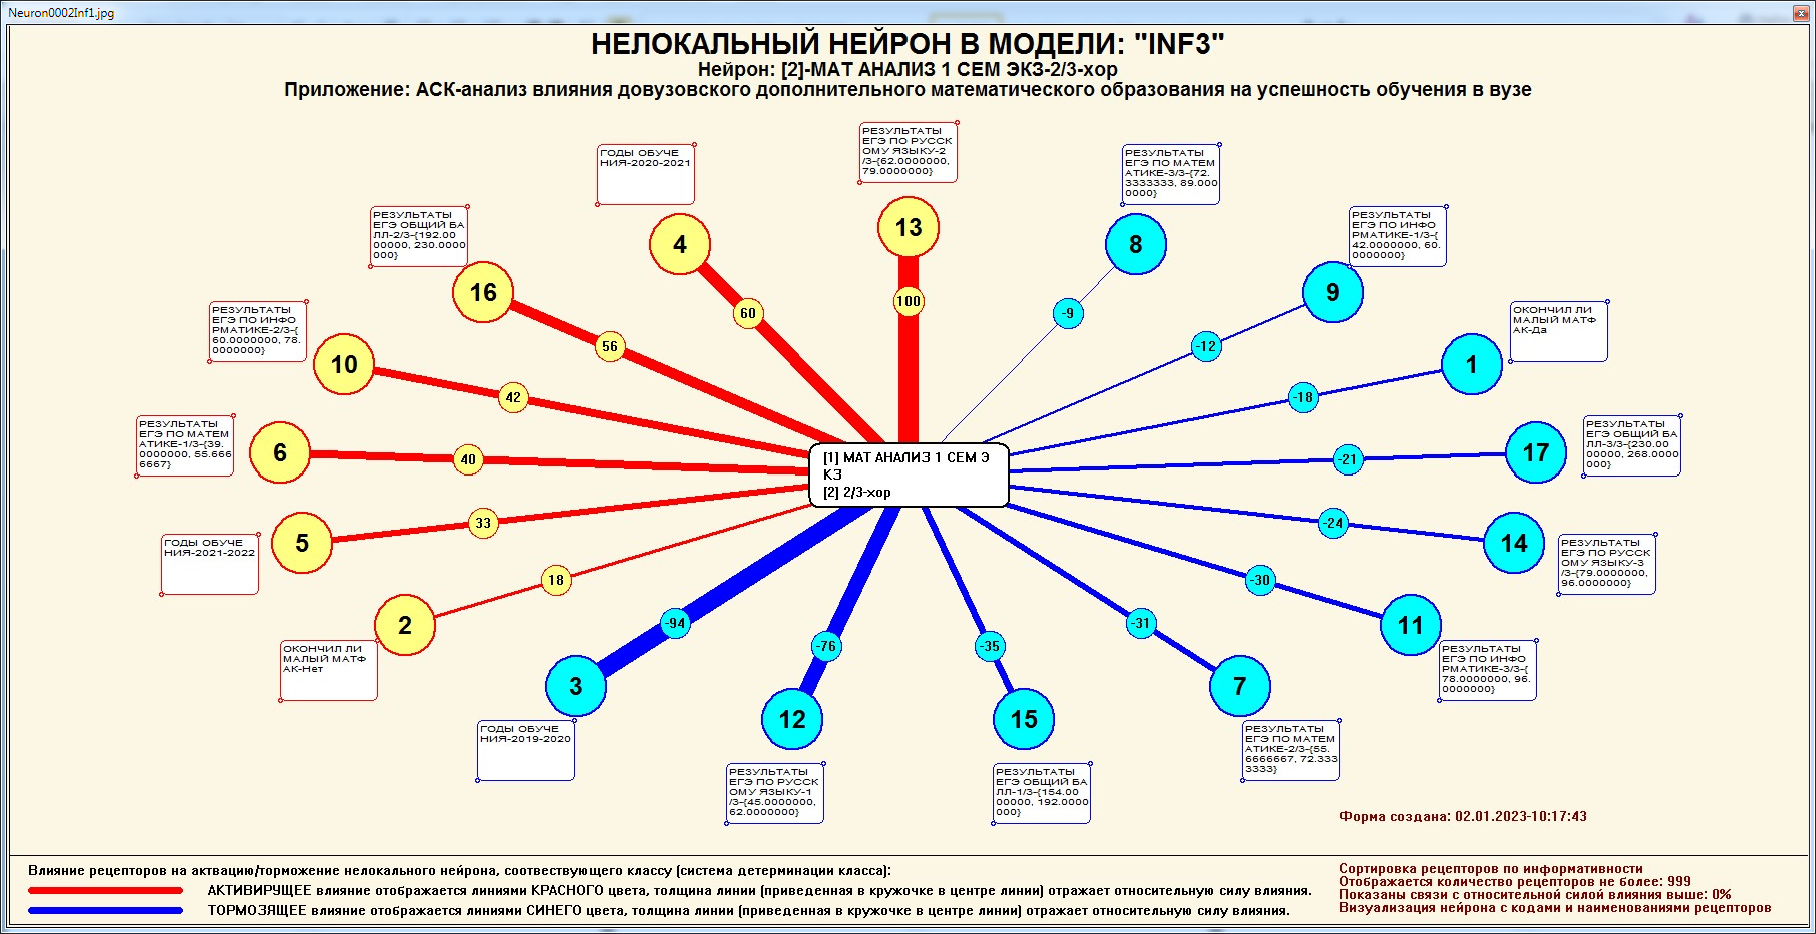 Neuron0002Inf1.jpg
НЕЛОКАЛЬНЫЙ НЕЙРОН В МОДЕЛИ: "INF3"
Нейрон: [2]-МАТ АНАЛИЗ 1 СЕМ ЭКЗ-2/3-хор
Приложение: АСК-анализ влияния довузовского дополнительного математического образования на успешность обучения в вузе
РЕЗУЛЬТАТЫ
ЕГЭ ПО РУССК
ОМУ ЯЗЫКУ-2
/3-{62.0000000,
79.0000000}
13
100
ГОДЫ ОБУЧЕ
НИЯ-2020-2021
4
60
РЕЗУЛЬТАТЫ
ЕГЭ ОБЩИЙ БА
ЛЛ-2/3-{192.00
00000, 230.0000
000}
16
56
РЕЗУЛЬТАТЫ
ЕГЭ ПО ИНФО
РМАТИКЕ-2/3-{
60.0000000, 78.
0000000}
10
42
РЕЗУЛЬТАТЫ
ЕГЭ ПО МАТЕМ
АТИКЕ-1/3-{39.
0000000, 55.666
6667}
6
40
ГОДЫ ОБУЧЕ
НИЯ-2021-2022
5
33
ОКОНЧИЛ ЛИ
МАЛЫЙ МАТФ
АК-Нет
2
18
РЕЗУЛЬТАТЫ
ЕГЭ ПО МАТЕМ
АТИКЕ-3/3-{72.
3333333, 89.000
0000}
8
-9
РЕЗУЛЬТАТЫ
ЕГЭ ПО ИНФО
РМАТИКЕ-1/3-{
42.0000000, 60.
0000000}
9
-12
ОКОНЧИЛ ЛИ
МАЛЫЙ МАТФ
АК-Да
1
-18
РЕЗУЛЬТАТЫ
ЕГЭ ОБЩИЙ БА
ЛЛ-3/3-{230.00
00000, 268.0000
000}
17
-21
РЕЗУЛЬТАТЫ
ЕГЭ ПО РУССК
ОМУ ЯЗЫКУ-3
/3-{79.0000000,
96.0000000}
14
-24
РЕЗУЛЬТАТЫ
ЕГЭ ПО ИНФО
РМАТИКЕ-3/3-{
78.0000000, 96.
0000000}
11
-30
РЕЗУЛЬТАТЫ
ЕГЭ ПО МАТЕМ
АТИКЕ-2/3-{55.
6666667, 72.333
3333}
7
-31
РЕЗУЛЬТАТЫ
ЕГЭ ОБЩИЙ БА
ЛЛ-1/3-{154.00
00000, 192.0000
000}
15
-35
РЕЗУЛЬТАТЫ
ЕГЭ ПО РУССК
ОМУ ЯЗЫКУ-1
/3-{45.0000000,
62.0000000}
12
-76
ГОДЫ ОБУЧЕ
НИЯ-2019-2020
3
-94
[1] МАТ АНАЛИЗ 1 СЕМ Э
КЗ
[2] 2/3-хор
Форма создана: 02.01.2023-10:17:43
Влияние рецепторов на актвацию/торможение нелокального нейрона, соотвествующего классу (система детерминации класса):
АКТИВИРУЩЕЕ влияние отображается линиями КРАСНОГО цвета, толщина линии (приведенная в кружочке в центре линии) отражает относительную силу влияния.
ТОРМОЗЯЩЕЕ влияние отображается линиями СИНЕГО цвета, толщина линии (приведенная в кружочке в центре линии) отражает относительную силу влияния.
Сортировка рецепторов по информативности
Отображается количество рецепторов не более: 999
Показаны связи с относительной силой влияния выше: 0%
Визуализация нейрона с кодами и наименованиями рецепторов